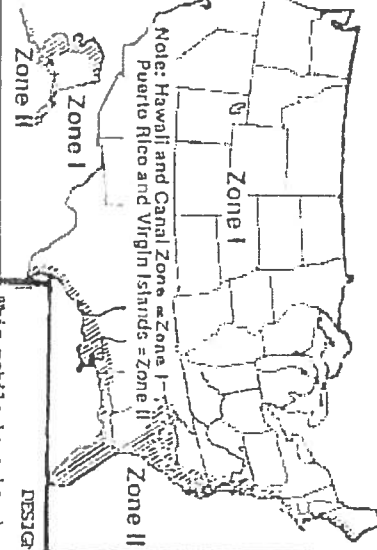 Zone I
Note: Hawaii and Canal Zone = Zone I
Puerto Rico and Virgin Islands = Zone II
Zone I
Zone II
Zone II